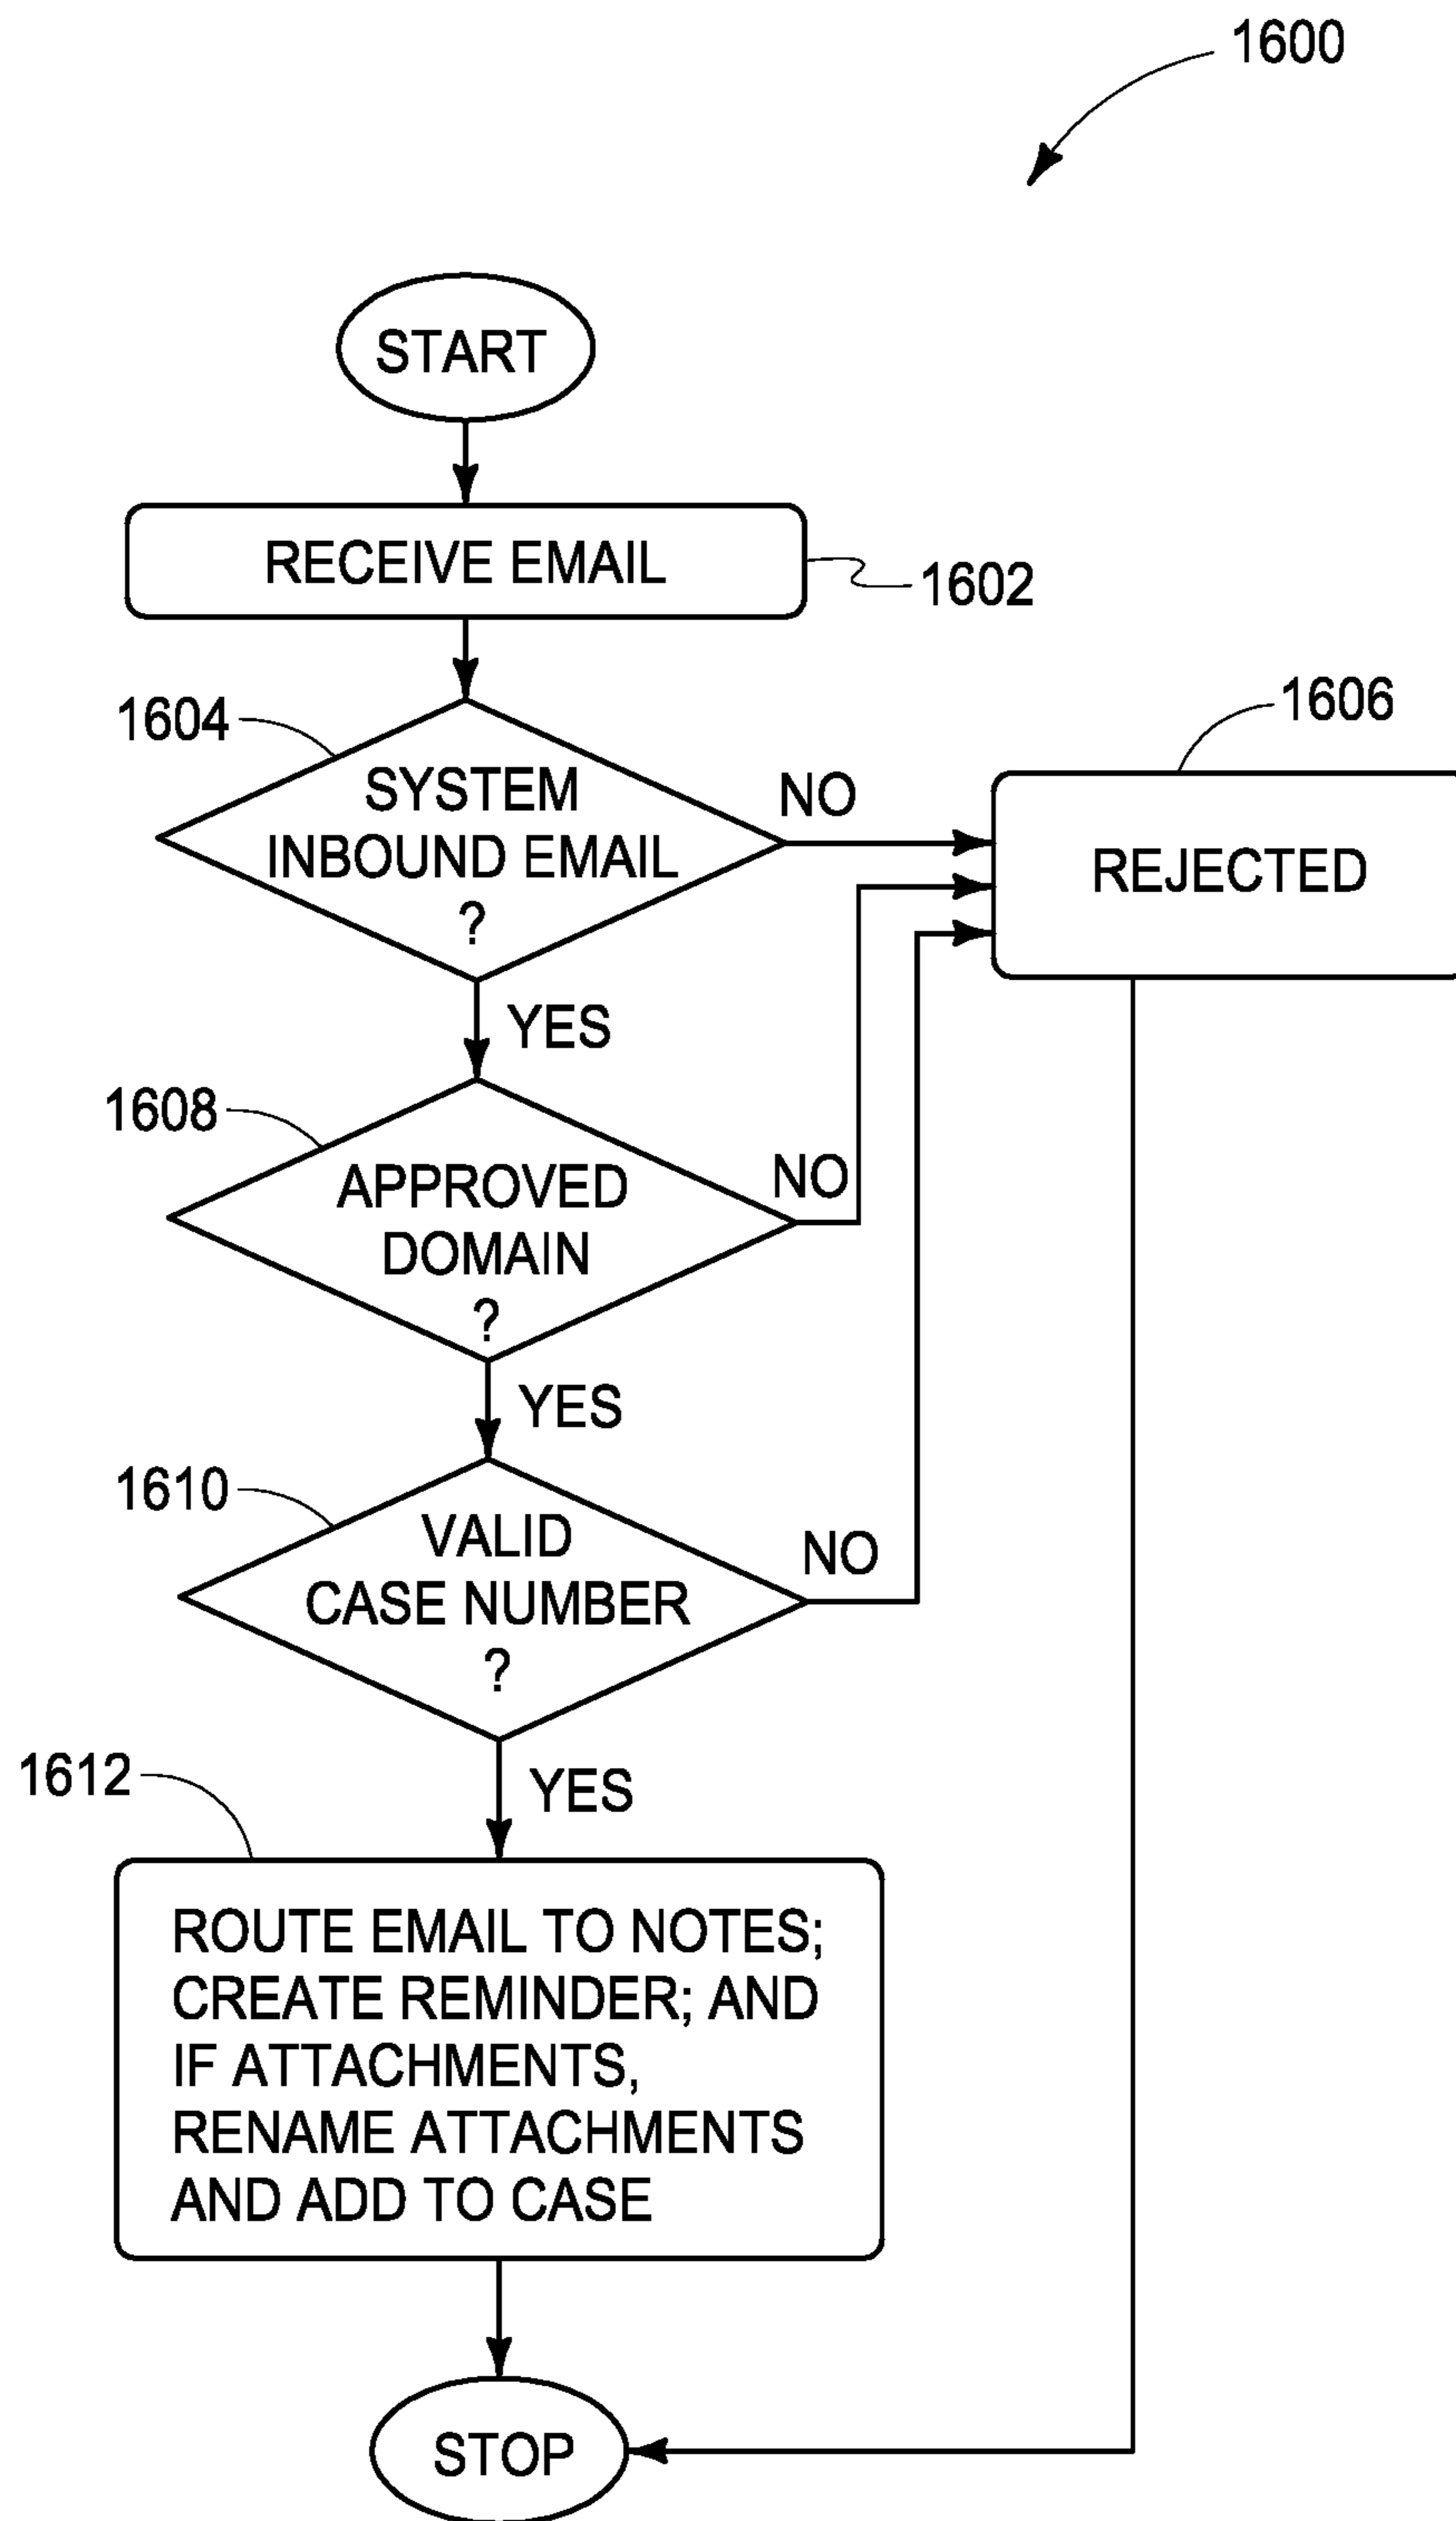 1600
START
RECEIVE EMAIL
1602
1604
SYSTEM
INBOUND EMAIL
?
NO
1606
REJECTED
YES
1608
APPROVED
DOMAIN
?
NO
YES
1610
VALID
CASE NUMBER
?
NO
YES
1612
ROUTE EMAIL TO NOTES;
CREATE REMINDER; AND
IF ATTACHMENTS,
RENAME ATTACHMENTS
AND ADD TO CASE
STOP